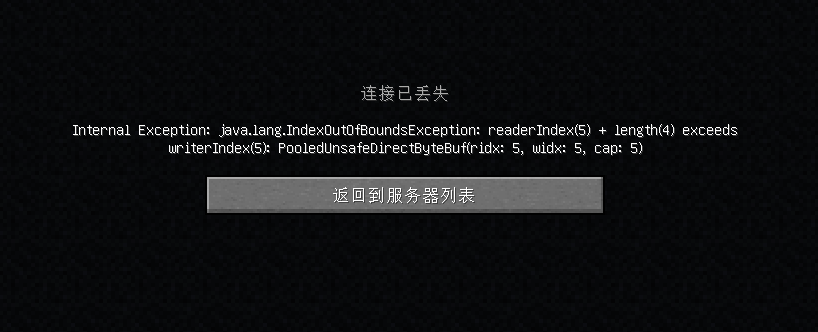 连接已丢失
Internal Exception: java.lang.IndexOutOfBoundsException: readerIndex(5) + length(4) exceeds
writerIndex(5): PooledUnsafeDirectByteBuf(ridx: 5, widx: 5, cap: 5)
返回到服务器列表